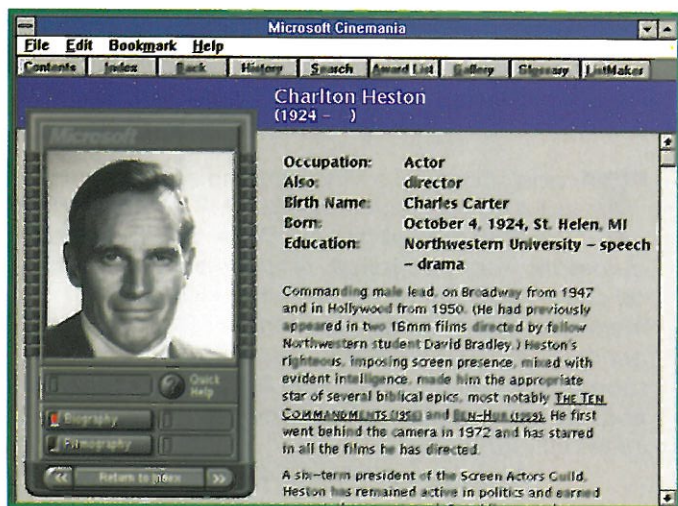 Microsoft Cinemania
File Edit Bookmark Help
Contents Index Back History Search Award List Gallery Glossary ListMaker
Charlton Heston
(1924 – )
Microsoft
Occupation: Actor
Also: director
Birth Name: Charles Carter
Born: October 4, 1924, St. Helen, MI
Education: Northwestern University – speech
– drama
Commanding male lead, on Broadway from 1947
and in Hollywood from 1950. (He had previously
appeared in two 16mm films directed by fellow
Northwestern student David Bradley.) Heston's
righteous, imposing screen presence, mixed with
evident intelligence, made him the appropriate
star of several biblical epics, most notably THE TEN
COMMANDMENTS (1956) and BEN-HUR (1959). He first
went behind the camera in 1972 and has starred
in all the films he has directed.
A six-term president of the Screen Actors Guild,
Heston has remained active in politics and earned
Quick
Help
Biography
Filmography
Return to Index